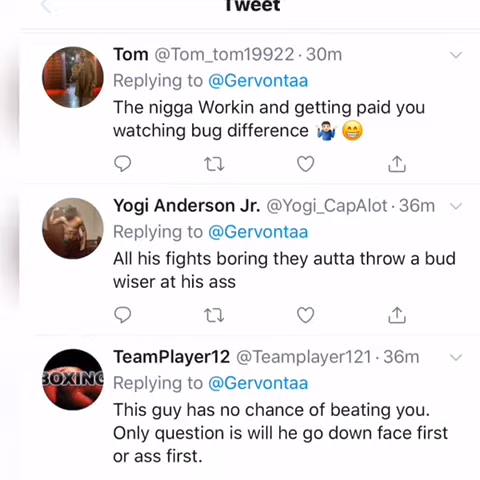 Tweet
Tom @Tom_tom19922 · 30m
Replying to @Gervontaa
The nigga Workin and getting paid you
watching bug difference 🤷🏻‍♂️ 😁
Yogi Anderson Jr. @Yogi_CapAlot · 36m
Replying to @Gervontaa
All his fights boring they autta throw a bud
wiser at his ass
BOXING
TeamPlayer12 @Teamplayer121 · 36m
Replying to @Gervontaa
This guy has no chance of beating you.
Only question is will he go down face first
or ass first.